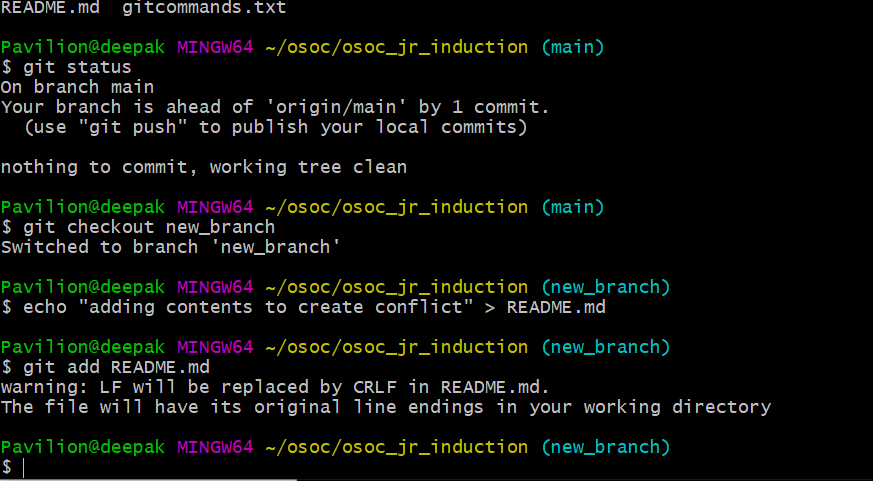 README.md  gitcommands.txt
Pavilion@deepak MINGW64 ~/osoc/osoc_jr_induction (main)
$ git status
On branch main
Your branch is ahead of 'origin/main' by 1 commit.
  (use "git push" to publish your local commits)
nothing to commit, working tree clean
Pavilion@deepak MINGW64 ~/osoc/osoc_jr_induction (main)
$ git checkout new_branch
Switched to branch 'new_branch'
Pavilion@deepak MINGW64 ~/osoc/osoc_jr_induction (new_branch)
$ echo "adding contents to create conflict" > README.md
Pavilion@deepak MINGW64 ~/osoc/osoc_jr_induction (new_branch)
$ git add README.md
warning: LF will be replaced by CRLF in README.md.
The file will have its original line endings in your working directory
Pavilion@deepak MINGW64 ~/osoc/osoc_jr_induction (new_branch)
$